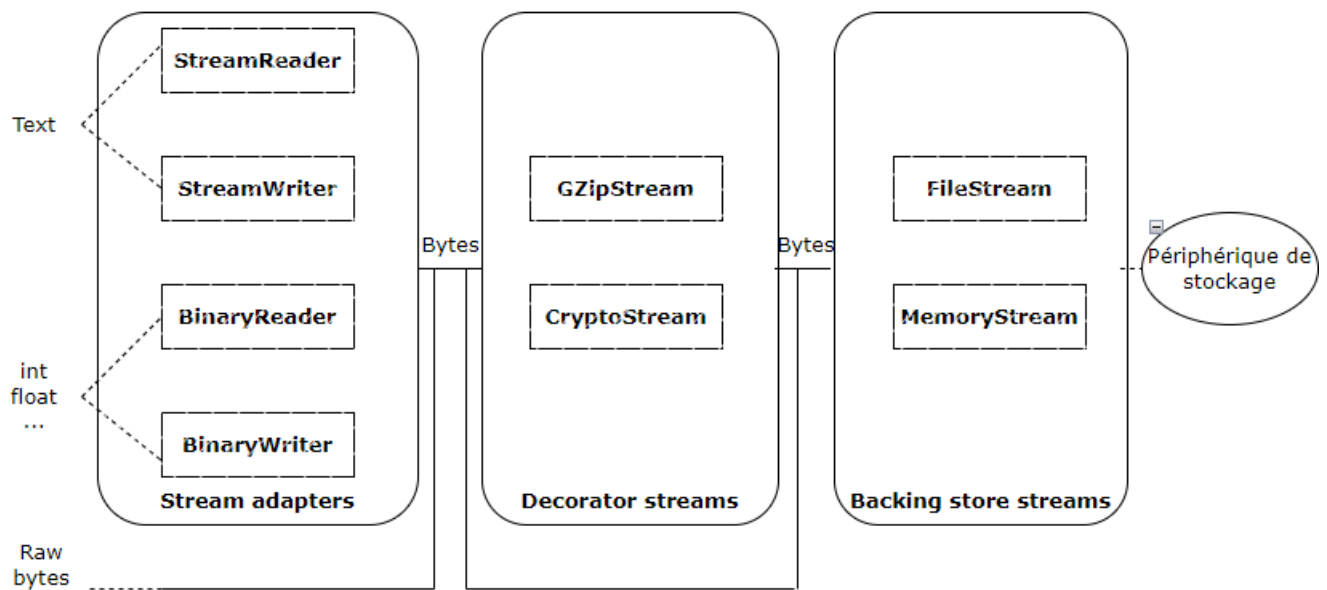 StreamReader
Text
StreamWriter
GZipStream
FileStream
Bytes
Bytes
Périphérique de
stockage
BinaryReader
CryptoStream
MemoryStream
int
float
...
BinaryWriter
Stream adapters
Decorator streams
Backing store streams
Raw
bytes